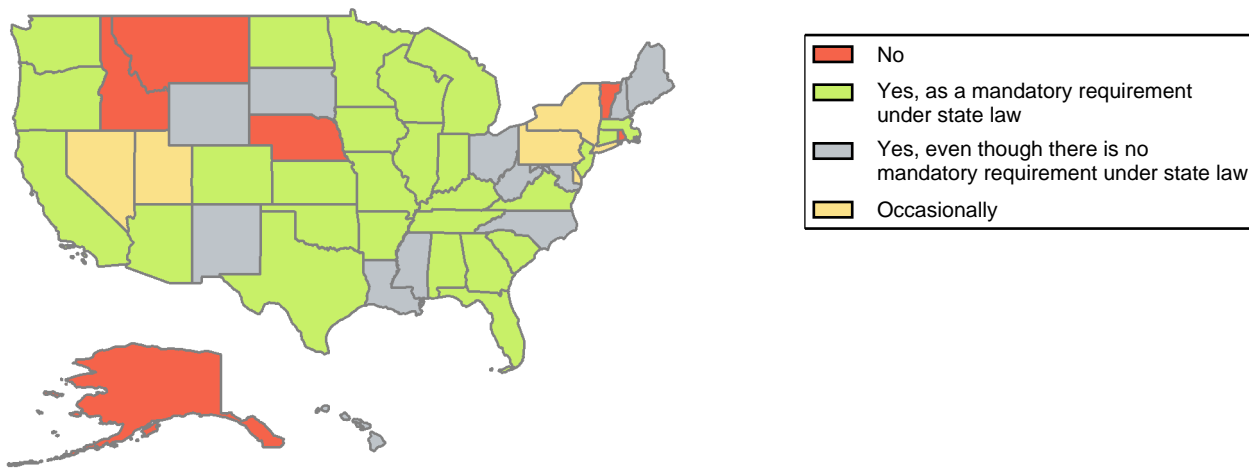 No
Yes, as a mandatory requirement
under state law
Yes, even though there is no
mandatory requirement under state law
Occasionally